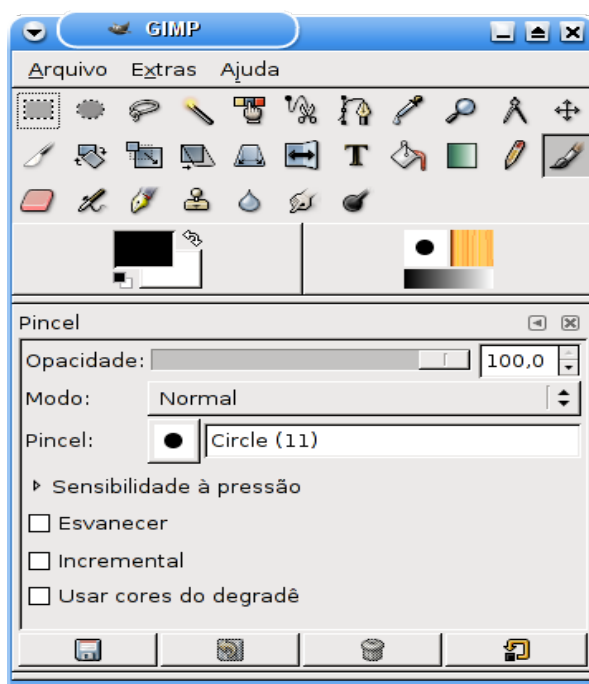 GIMP
Arquivo Extras Ajuda
T
Pincel
Opacidade: 100,0
Modo: Normal
Pincel: Circle (11)
Sensibilidade à pressão
Esvanecer
Incremental
Usar cores do degradê